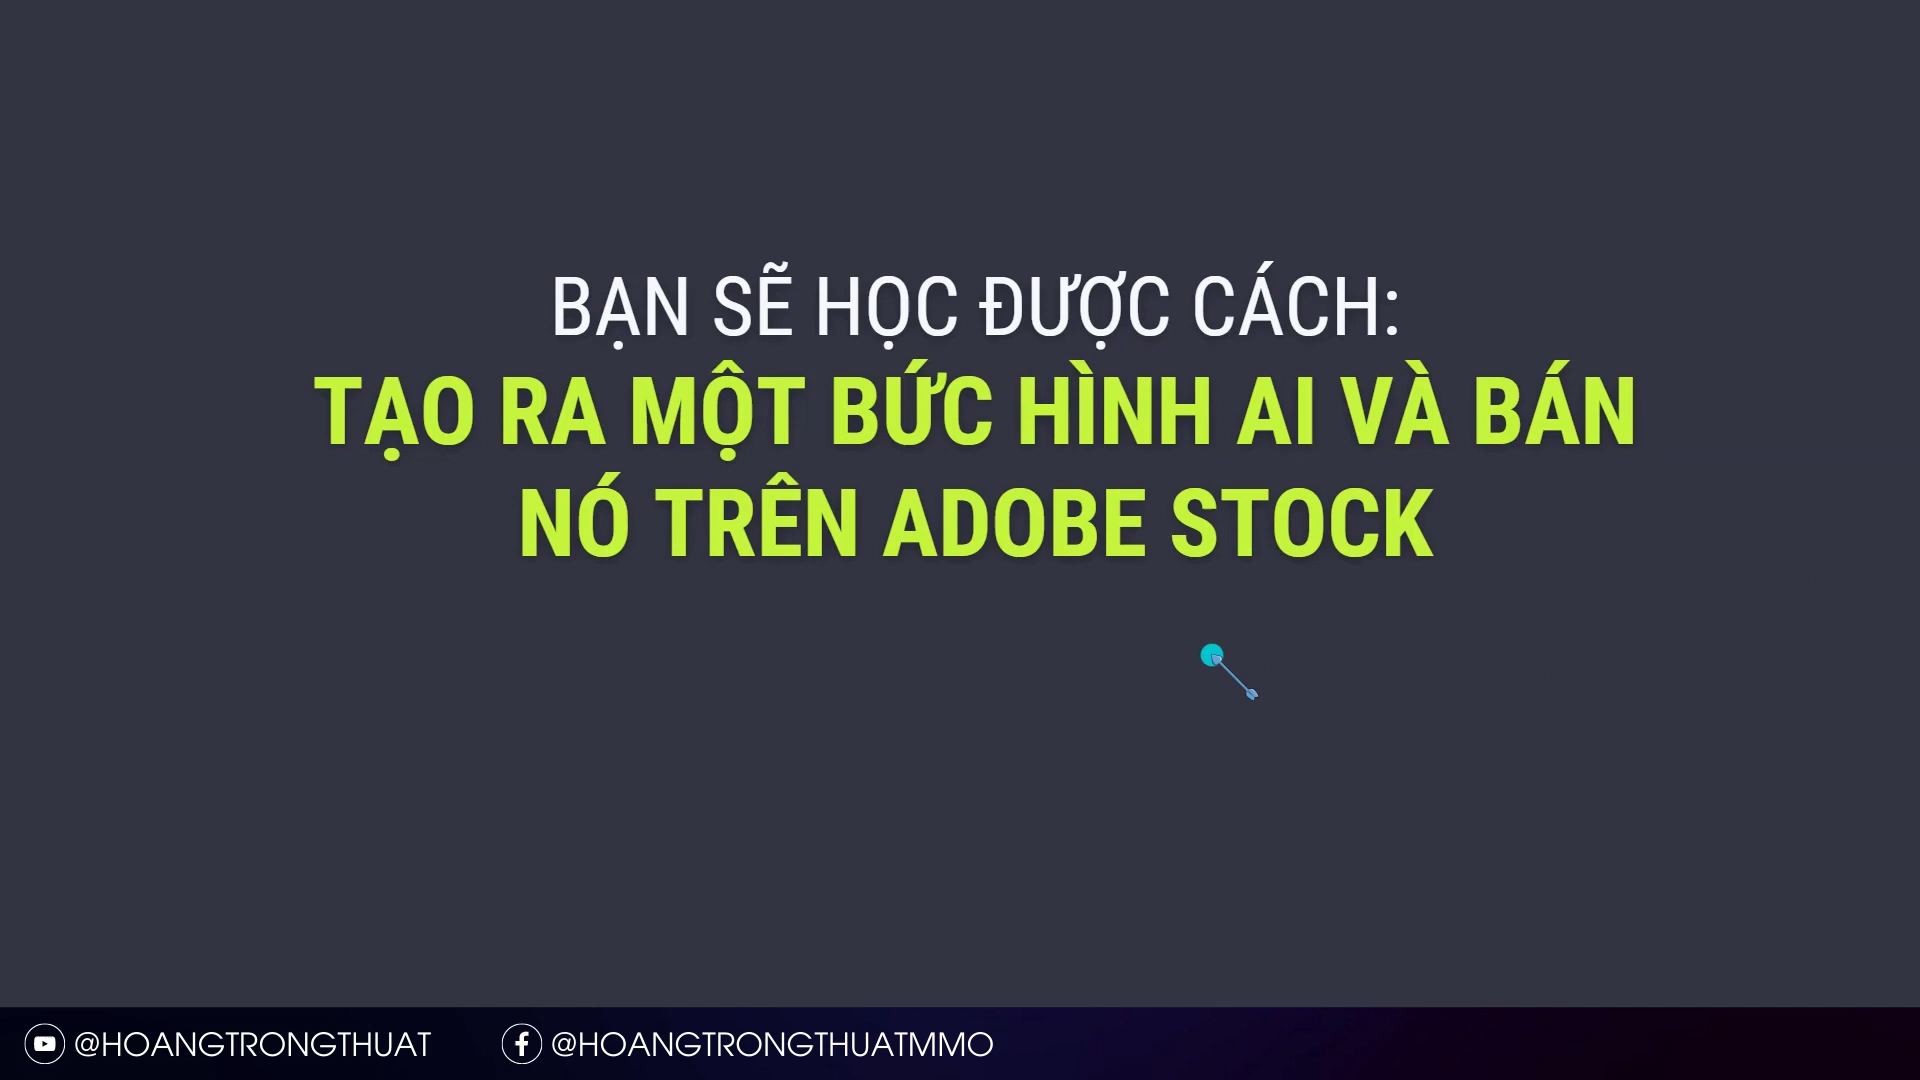 BẠN SẼ HỌC ĐƯỢC CÁCH:
TẠO RA MỘT BỨC HÌNH AI VÀ BÁN
NÓ TRÊN ADOBE STOCK
@HOANGTRONGTHUAT
@HOANGTRONGTHUATMMO